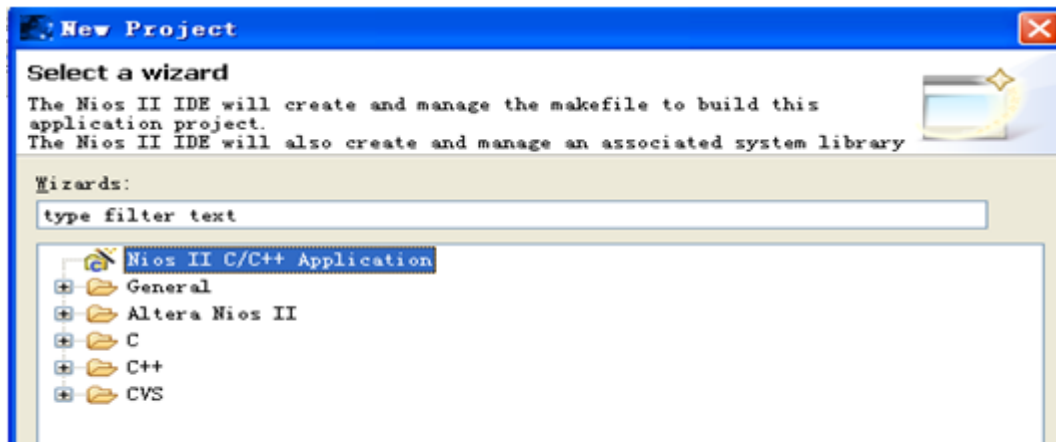 New Project
Select a wizard
The Nios II IDE will create and manage the makefile to build this
application project.
The Nios II IDE will also create and manage an associated system library
Wizards:
type filter text
Nios II C/C++ Application
General
Altera Nios II
C
C++
CVS